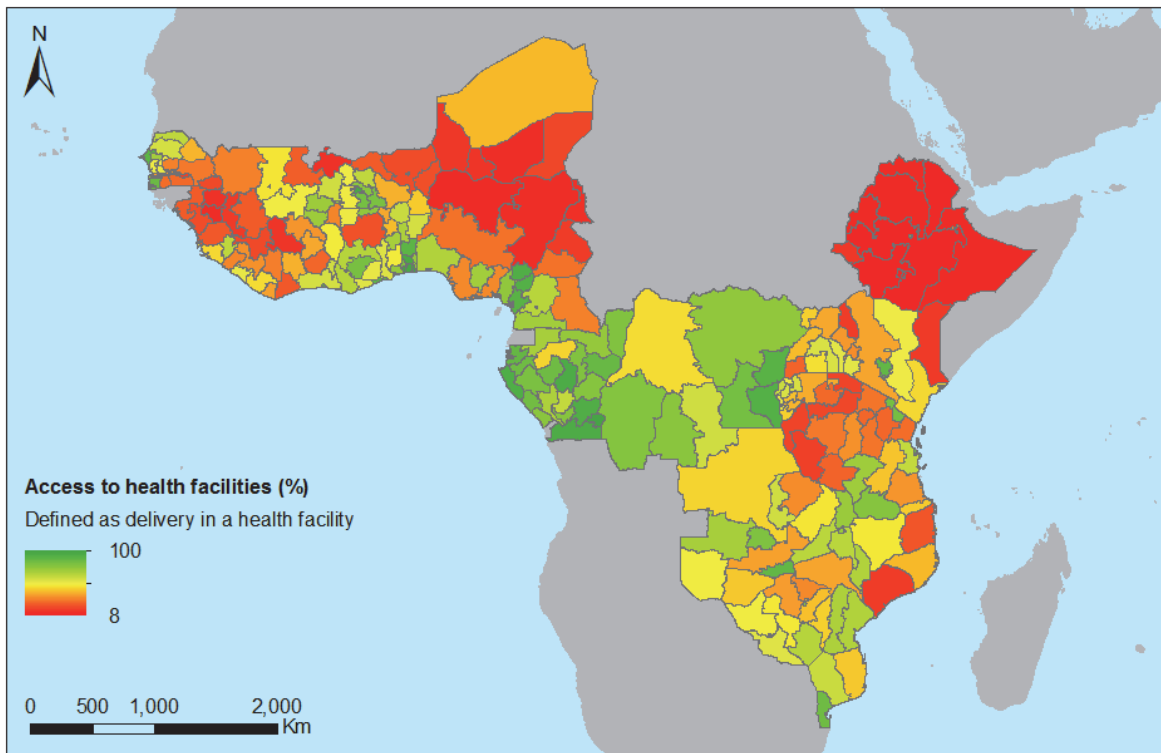 N
Access to health facilities (%)
Defined as delivery in a health facility
100
8
0 500 1,000 2,000
Km